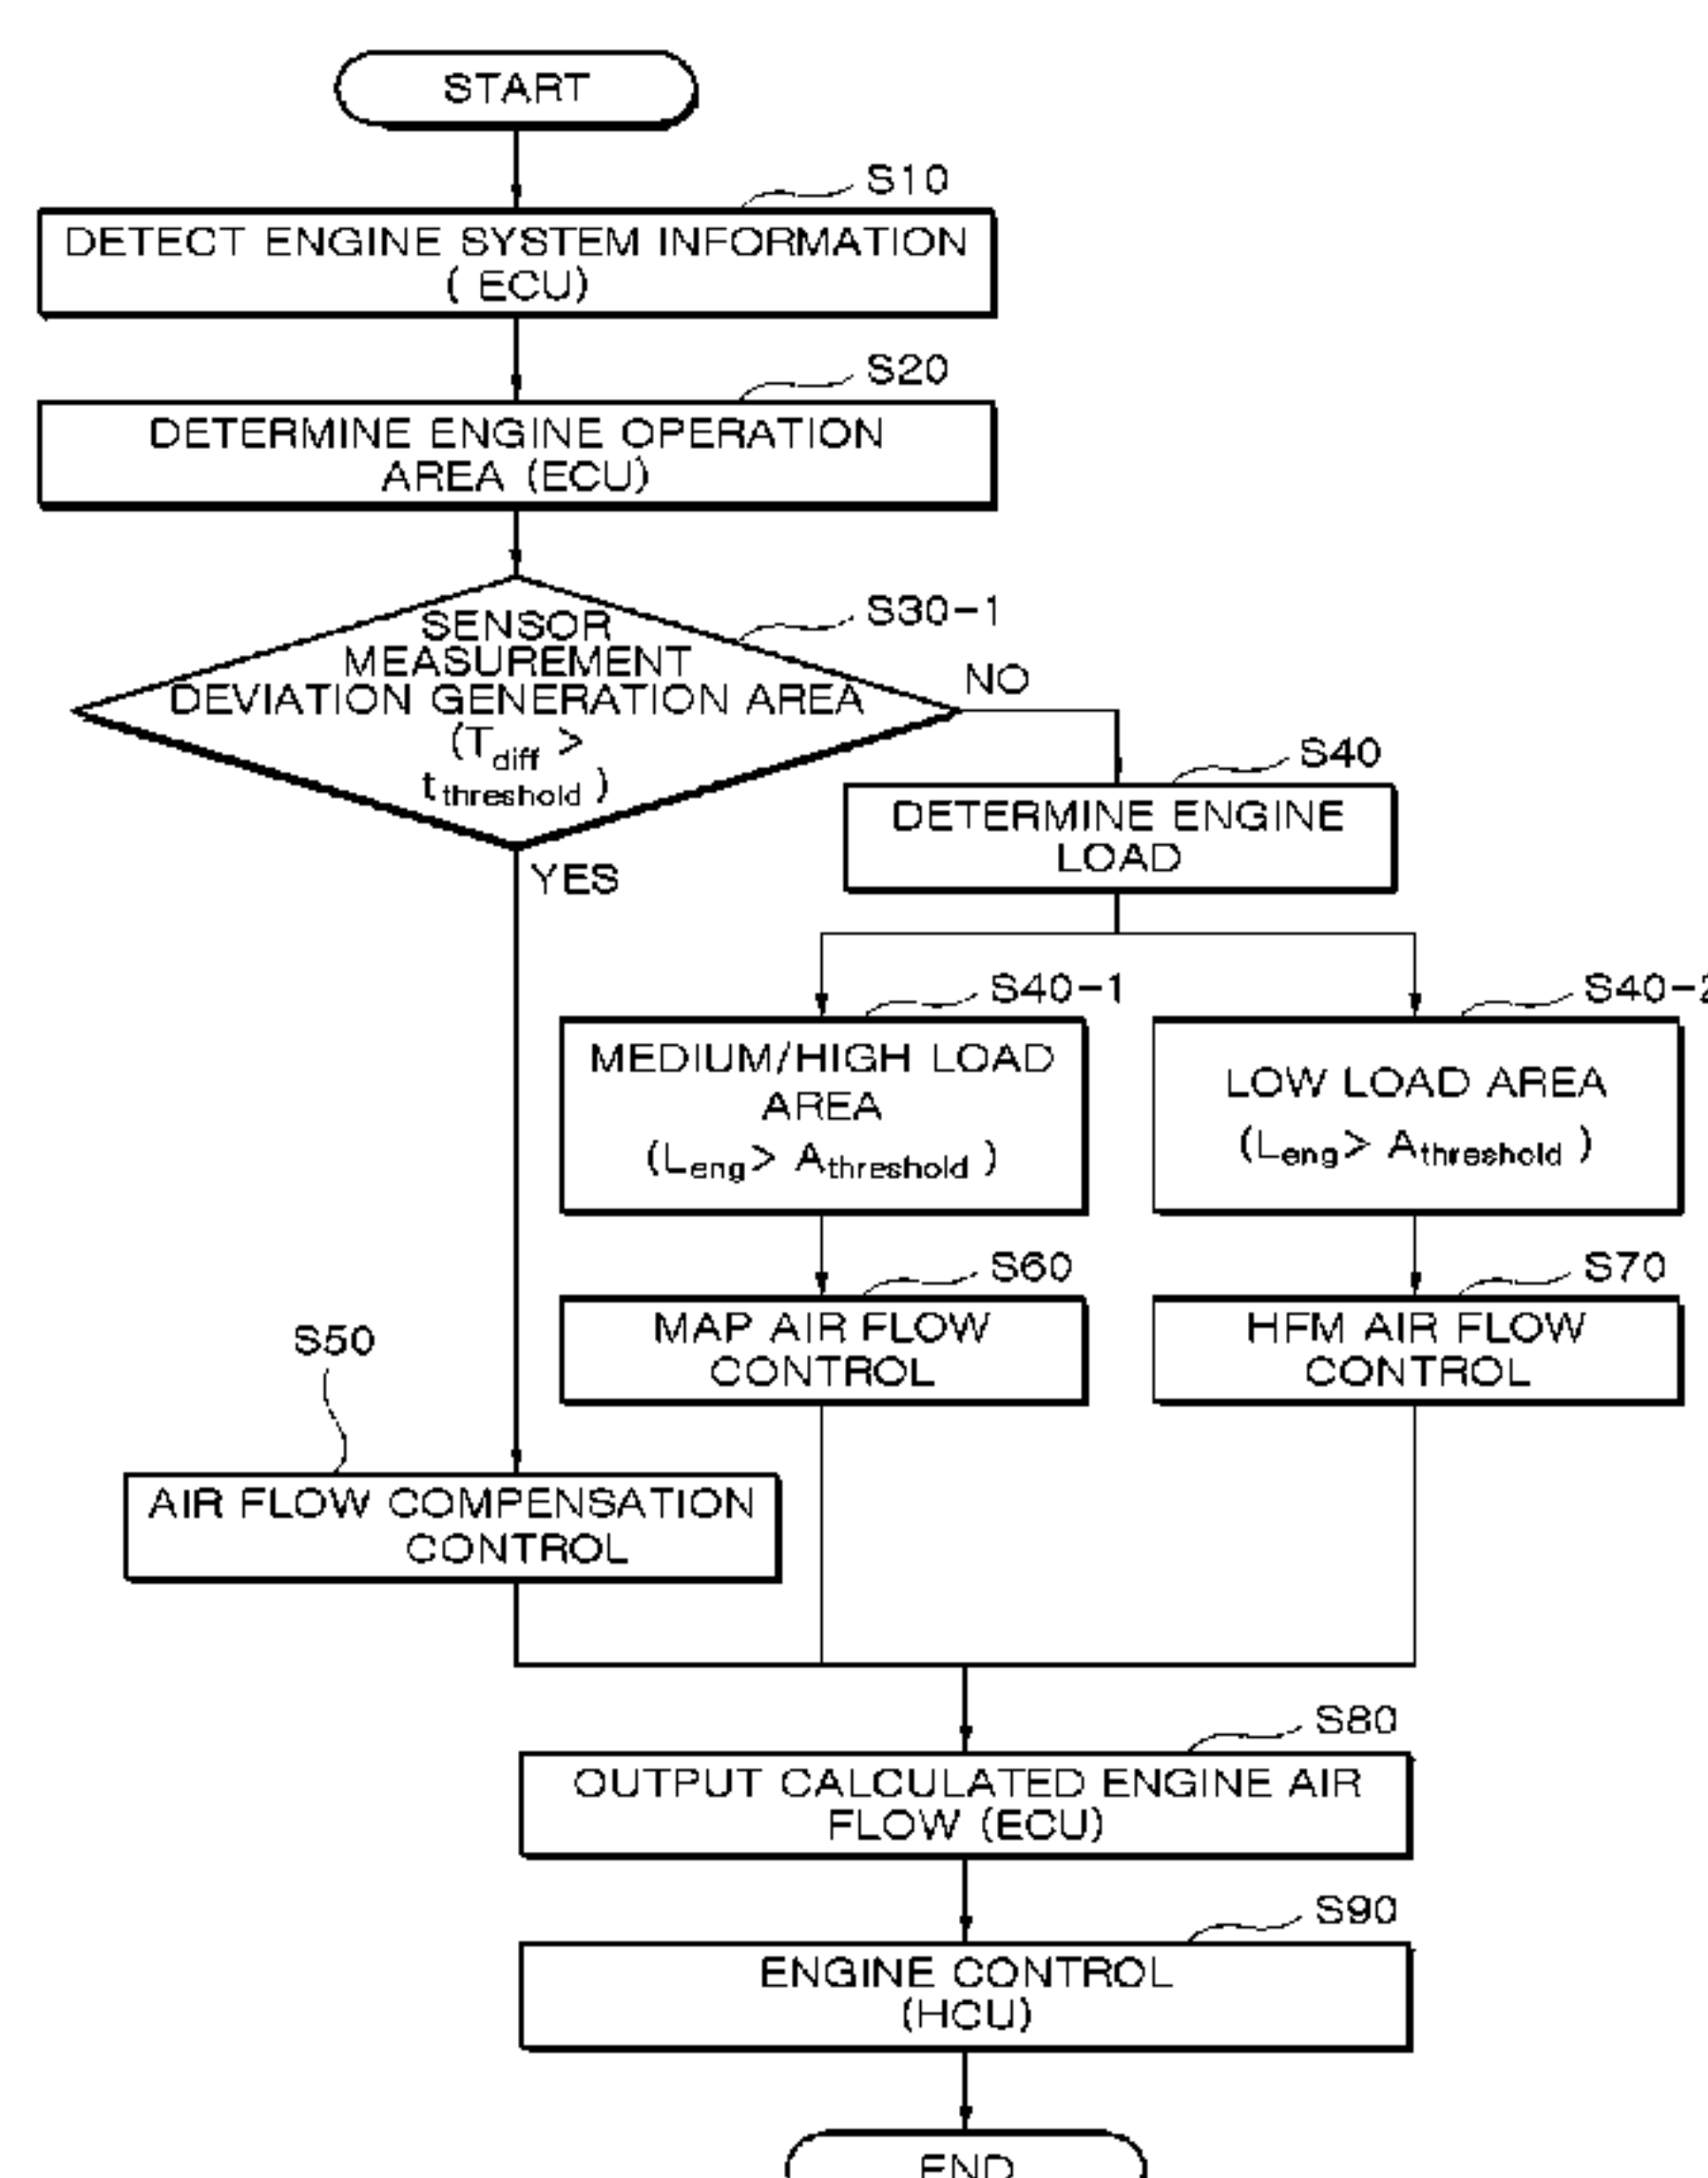 START
S10
DETECT ENGINE SYSTEM INFORMATION
( ECU)
S20
DETERMINE ENGINE OPERATION
AREA (ECU)
S30-1
SENSOR
MEASUREMENT
DEVIATION GENERATION AREA
(Tdiff >
tthreshold )
NO
YES
S40
DETERMINE ENGINE
LOAD
S40-1
MEDIUM/HIGH LOAD
AREA
(Leng> Athreshold )
S40-2
LOW LOAD AREA
(Leng> Athreshold )
S60
MAP AIR FLOW
CONTROL
S70
HFM AIR FLOW
CONTROL
S50
AIR FLOW COMPENSATION
CONTROL
S80
OUTPUT CALCULATED ENGINE AIR
FLOW (ECU)
S90
ENGINE CONTROL
(HCU)
END